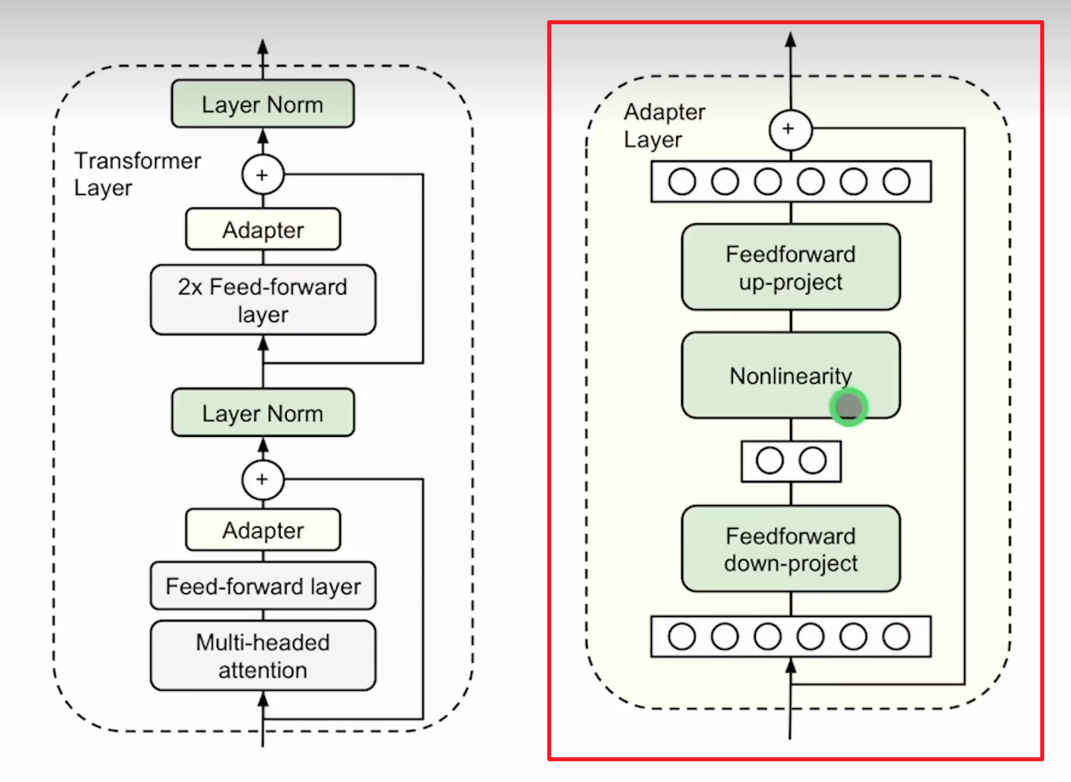 Layer Norm
Transformer
Layer
+
Adapter
2x Feed-forward
layer
Layer Norm
+
Adapter
Feed-forward layer
Multi-headed
attention
Adapter
Layer
+
Feedforward
up-project
Nonlinearity
Feedforward
down-project